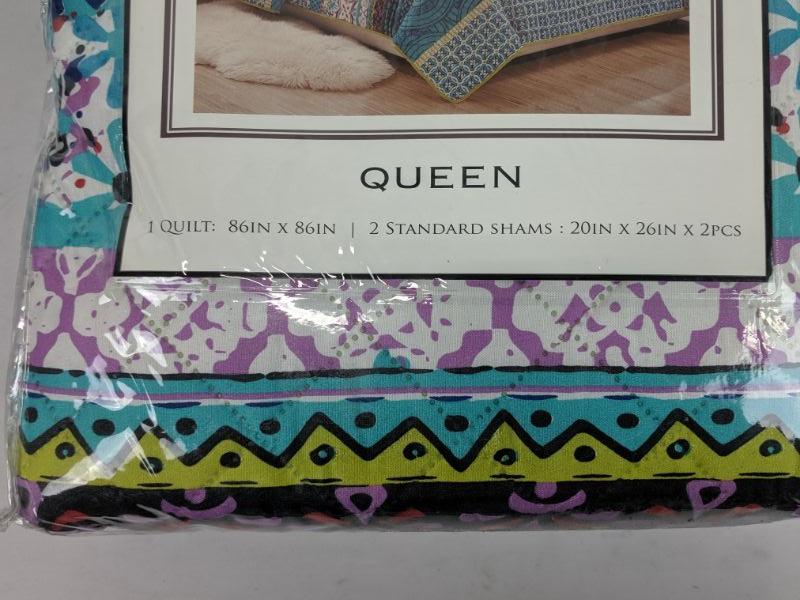 QUEEN
1 QUILT: 86IN X 86IN | 2 STANDARD SHAMS : 20IN X 26IN X 2PCS